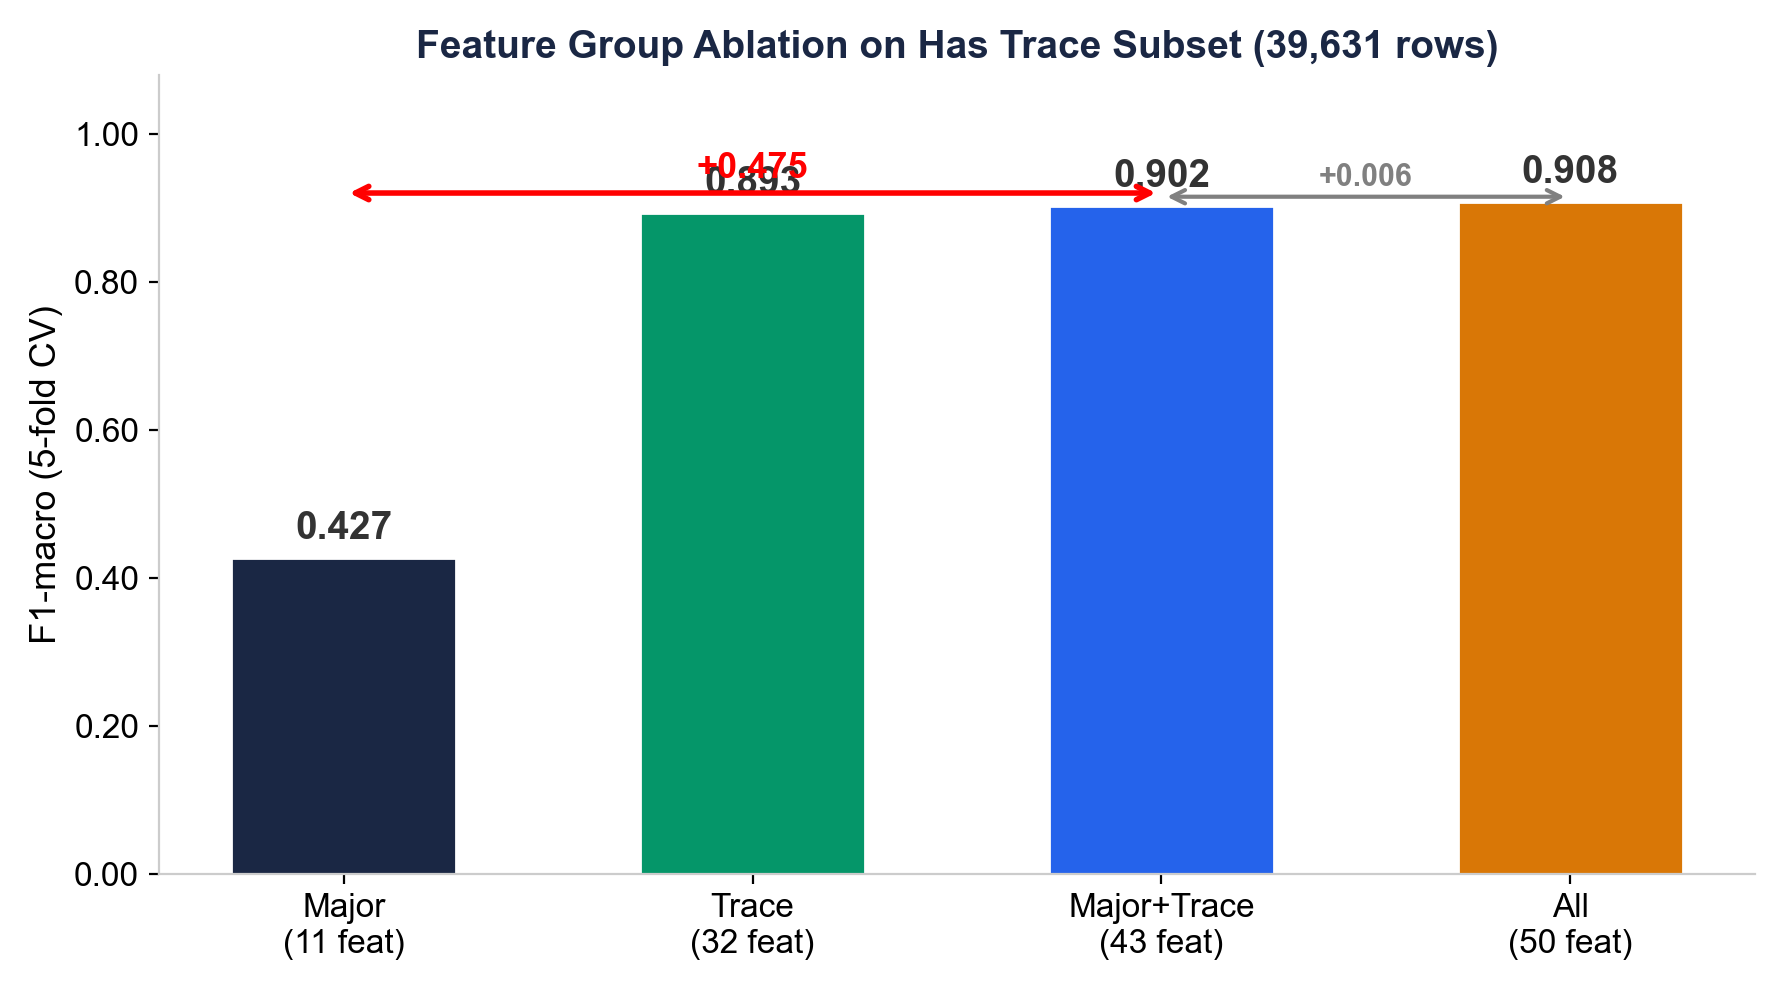 Feature Group Ablation on Has Trace Subset (39,631 rows)
F1-macro (5-fold CV)
1.00
0.80
0.60
0.40
0.20
0.00
0.427
+0.475
0.893
0.902
+0.006
0.908
Major
(11 feat)
Trace
(32 feat)
Major+Trace
(43 feat)
All
(50 feat)